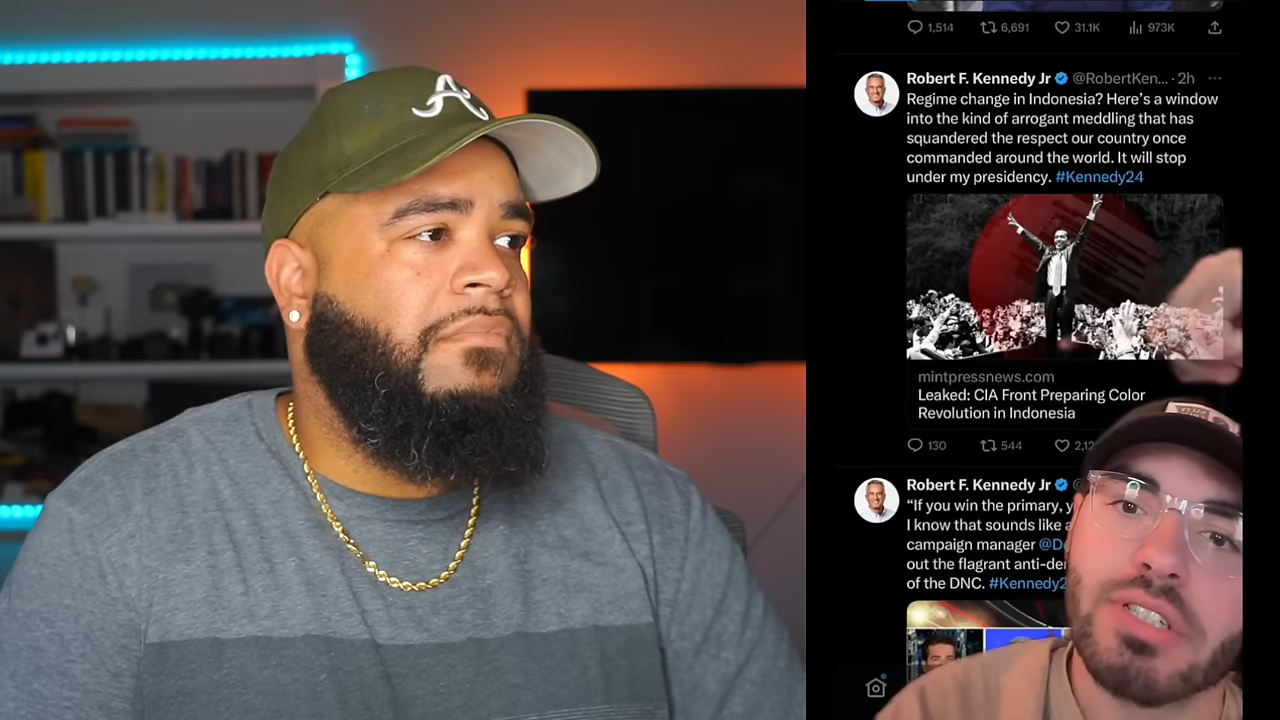 A
1,514 6,691 31.1K 973K
Robert F. Kennedy Jr @RobertKen... · 2h ...
Regime change in Indonesia? Here's a window
into the kind of arrogant meddling that has
squandered the respect our country once
commanded around the world. It will stop
under my presidency. #Kennedy24
mintpressnews.com
Leaked: CIA Front Preparing Color
Revolution in Indonesia
130 544
Robert F. Kennedy Jr
"If you win the primary,
I know that sounds like
campaign manager
out the flagrant
of the DNC.